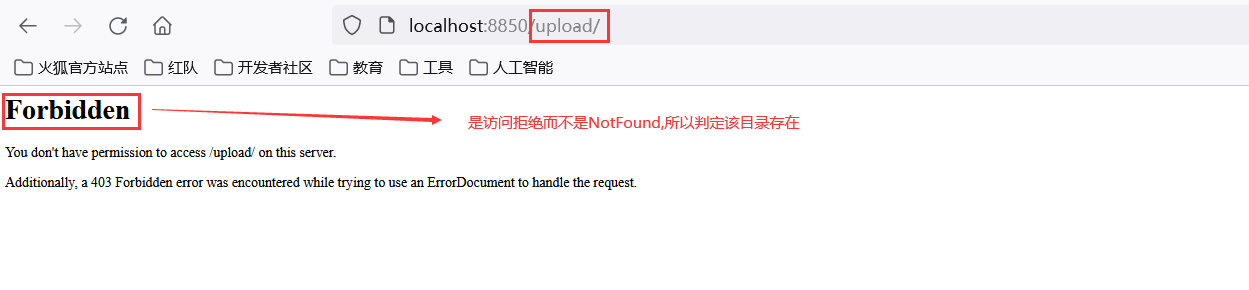 localhost:8850/upload/
火狐官方站点 红队 开发者社区 教育 工具 人工智能
Forbidden
是访问拒绝而不是NotFound,所以判定该目录存在
You don't have permission to access /upload/ on this server.
Additionally, a 403 Forbidden error was encountered while trying to use an ErrorDocument to handle the request.